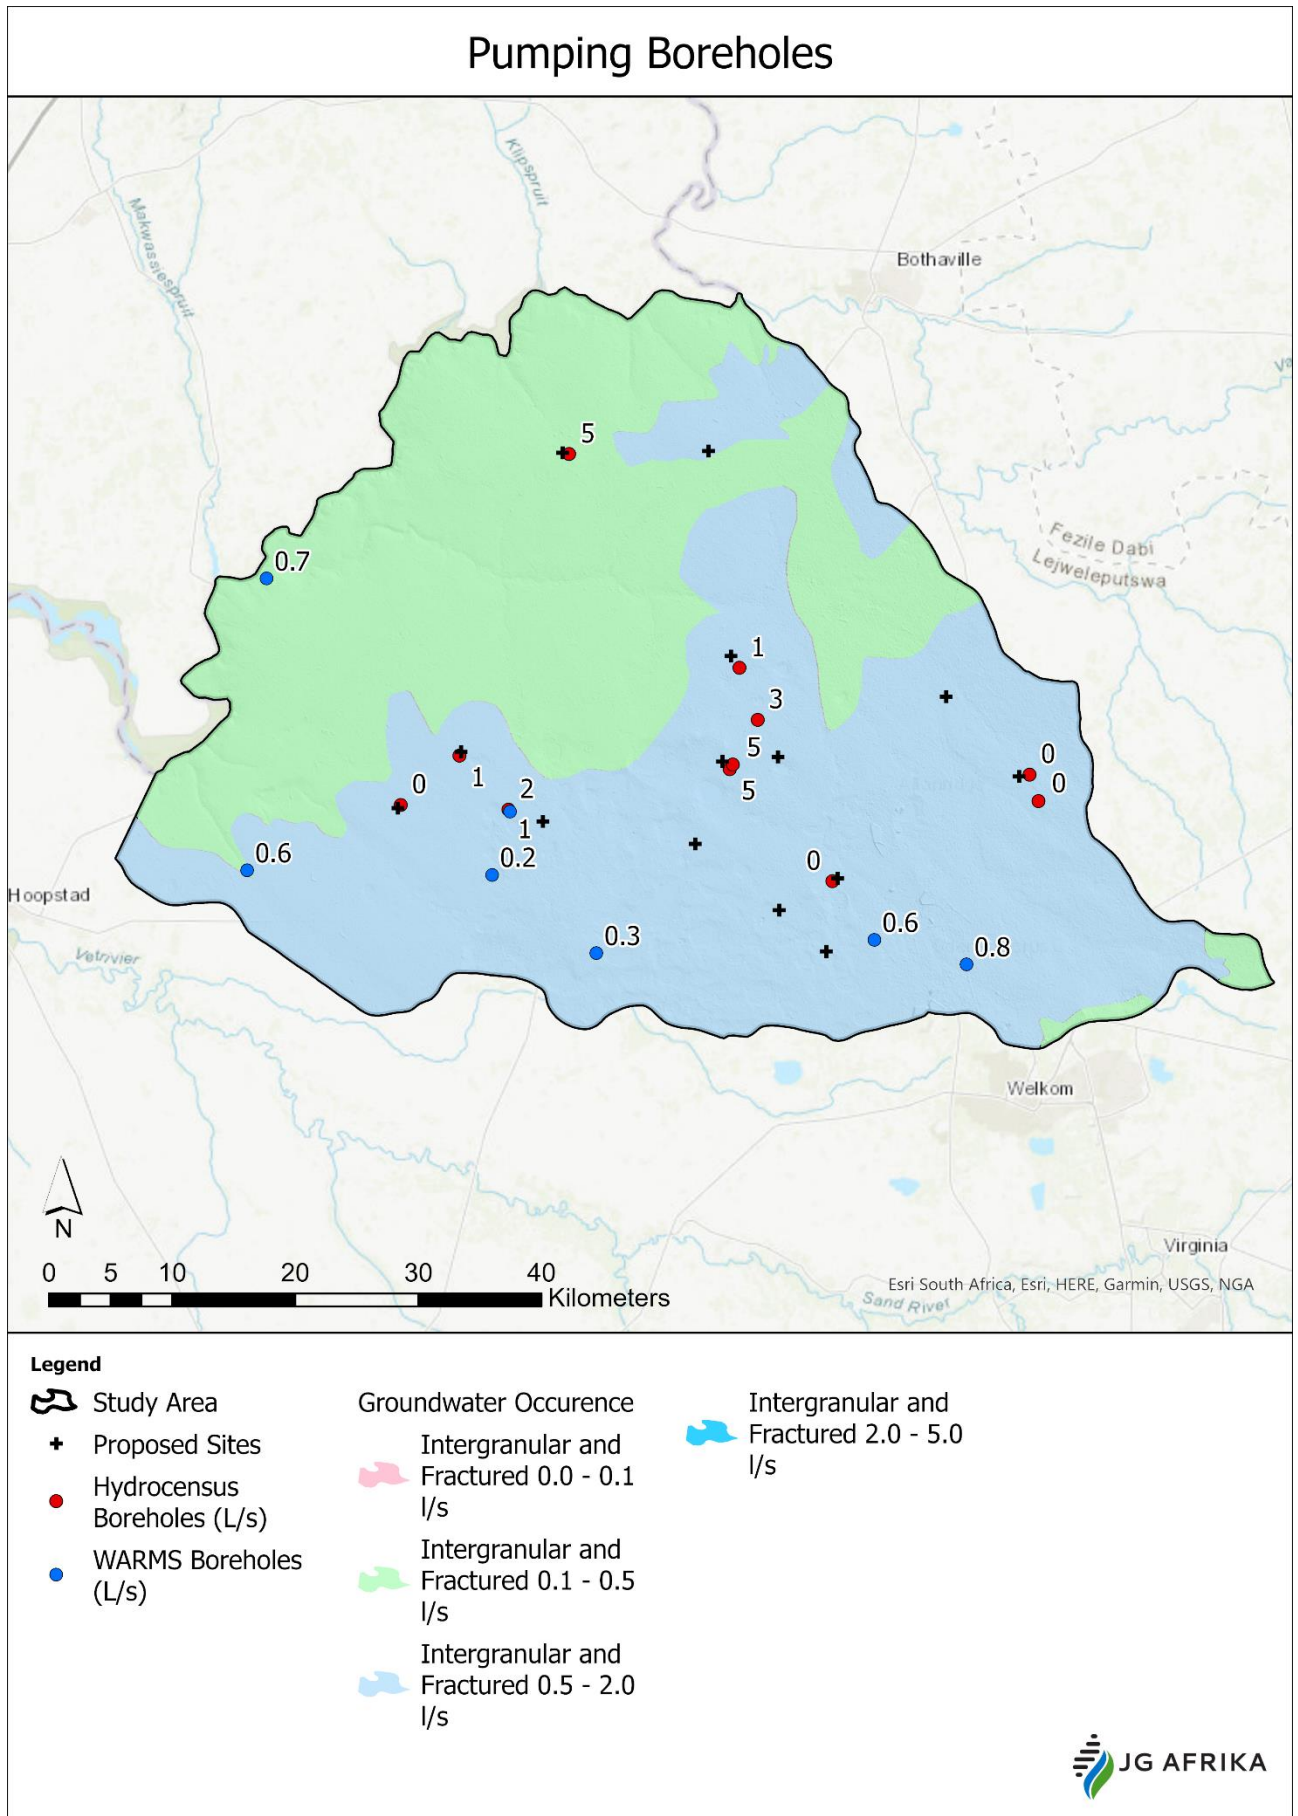 Pumping Boreholes
Klipspruit
Makwassiespruit
Bothaville
Va
5
Fezile Dabi
Lejweleputswa
0.7
1
3
5
5
0
0
0
1
2
1
0.2
0.6
0
0.6
0.8
0.3
Hoopstad
Vetrivier
Welkom
N
Virginia
0 5 10 20 30 40
Kilometers
Esri South Africa, Esri, HERE, Garmin, USGS, NGA
Sand River
Legend
Study Area
Proposed Sites
Hydrocensus
Boreholes (L/s)
WARMS Boreholes
(L/s)
Groundwater Occurence
Intergranular and
Fractured 0.0 - 0.1
l/s
Intergranular and
Fractured 0.1 - 0.5
l/s
Intergranular and
Fractured 0.5 - 2.0
l/s
Intergranular and
Fractured 2.0 - 5.0
l/s
JG AFRIKA